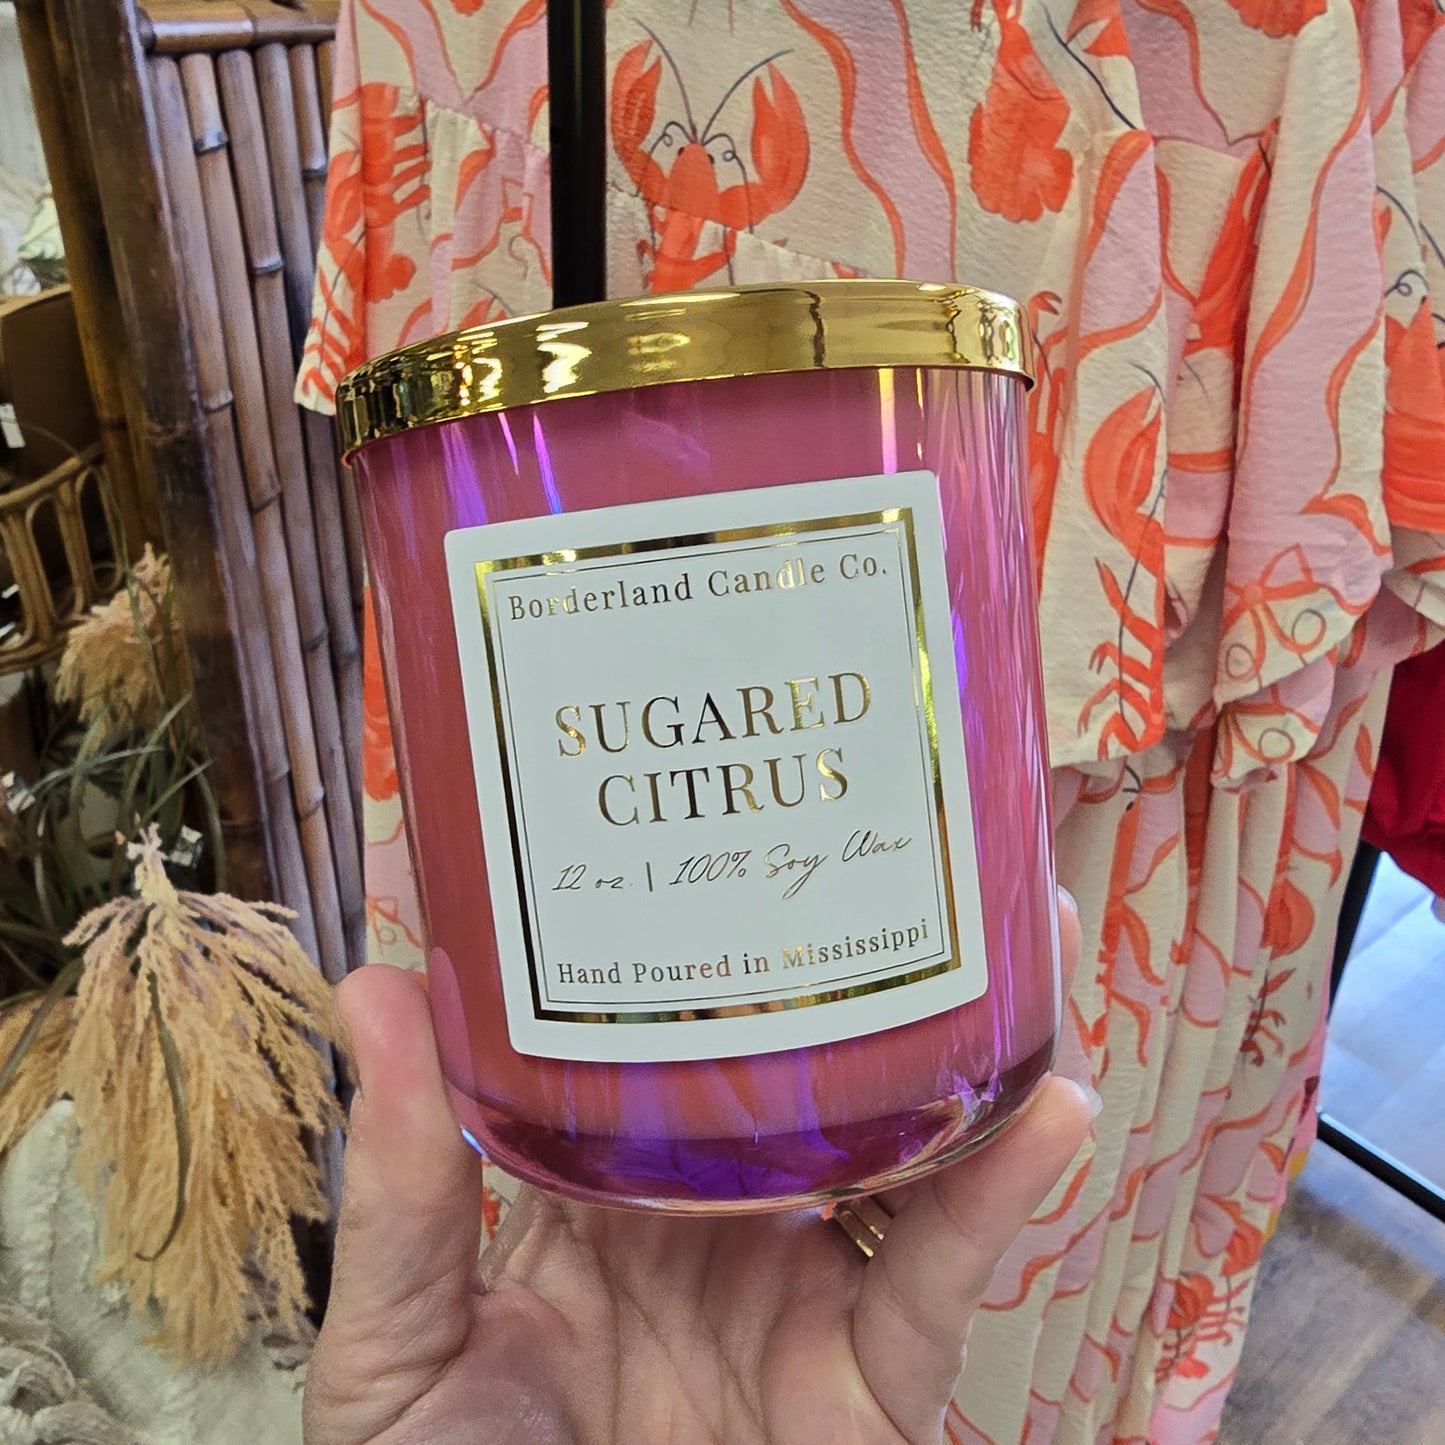 Borderland Candle Co.
SUGARED
CITRUS
12 oz. | 100% Soy Wax
Hand Poured in Mississippi